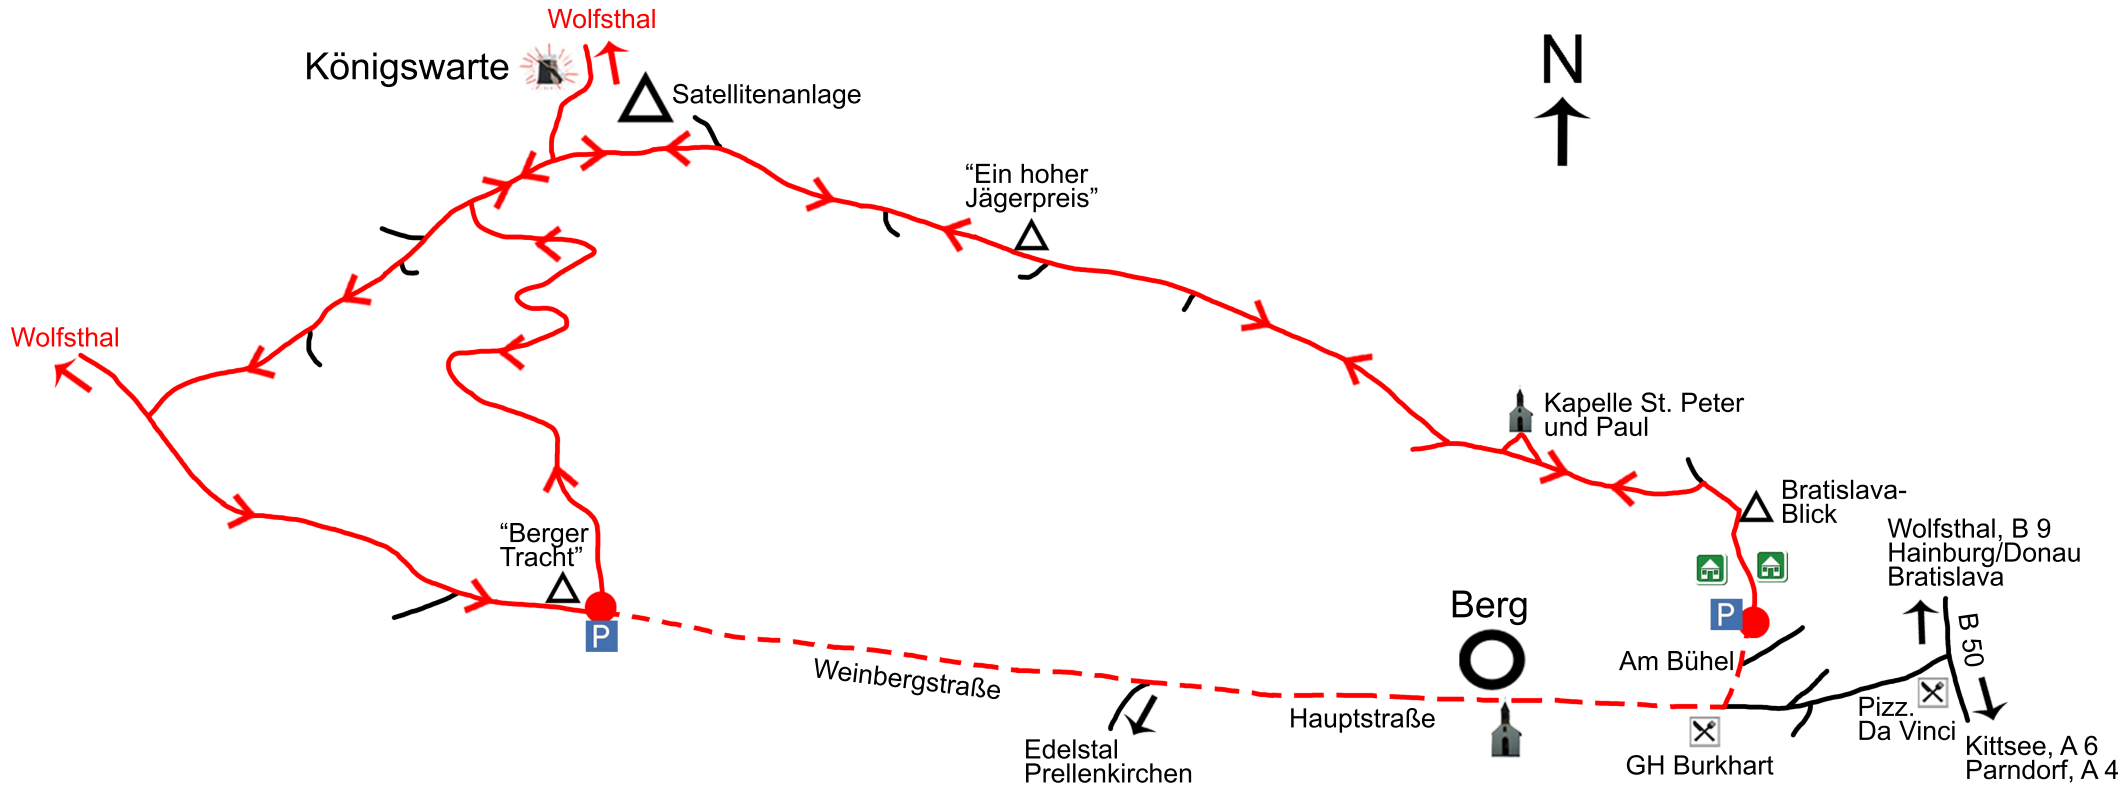 Wolfsthal
Königswarte
Satellitenanlage
N
“Ein hoher
Jägerpreis”
Wolfsthal
Kapelle St. Peter
und Paul
Bratislava-
Blick
Wolfsthal, B 9
Hainburg/Donau
Bratislava
“Berger
Tracht”
P
Berg
P
B 50
Am Bühel
Weinbergstraße
Hauptstraße
Pizz.
Da Vinci
Edelstal
Prellenkirchen
GH Burkhart
Kittsee, A 6
Parndorf, A 4